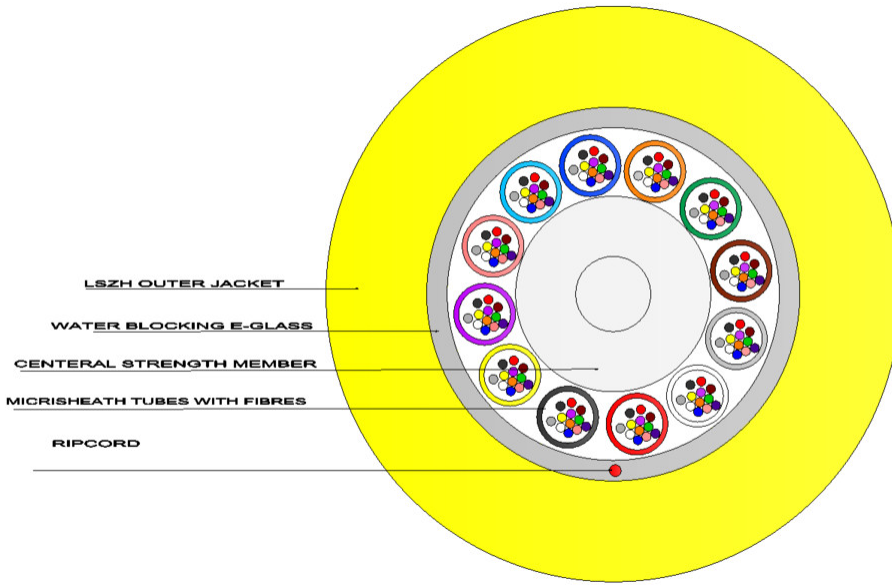 LSZH OUTER JACKET
WATER BLOCKING E-GLASS
CENTERAL STRENGTH MEMBER
MICRISHEATH TUBES WITH FIBRES
RIPCORD